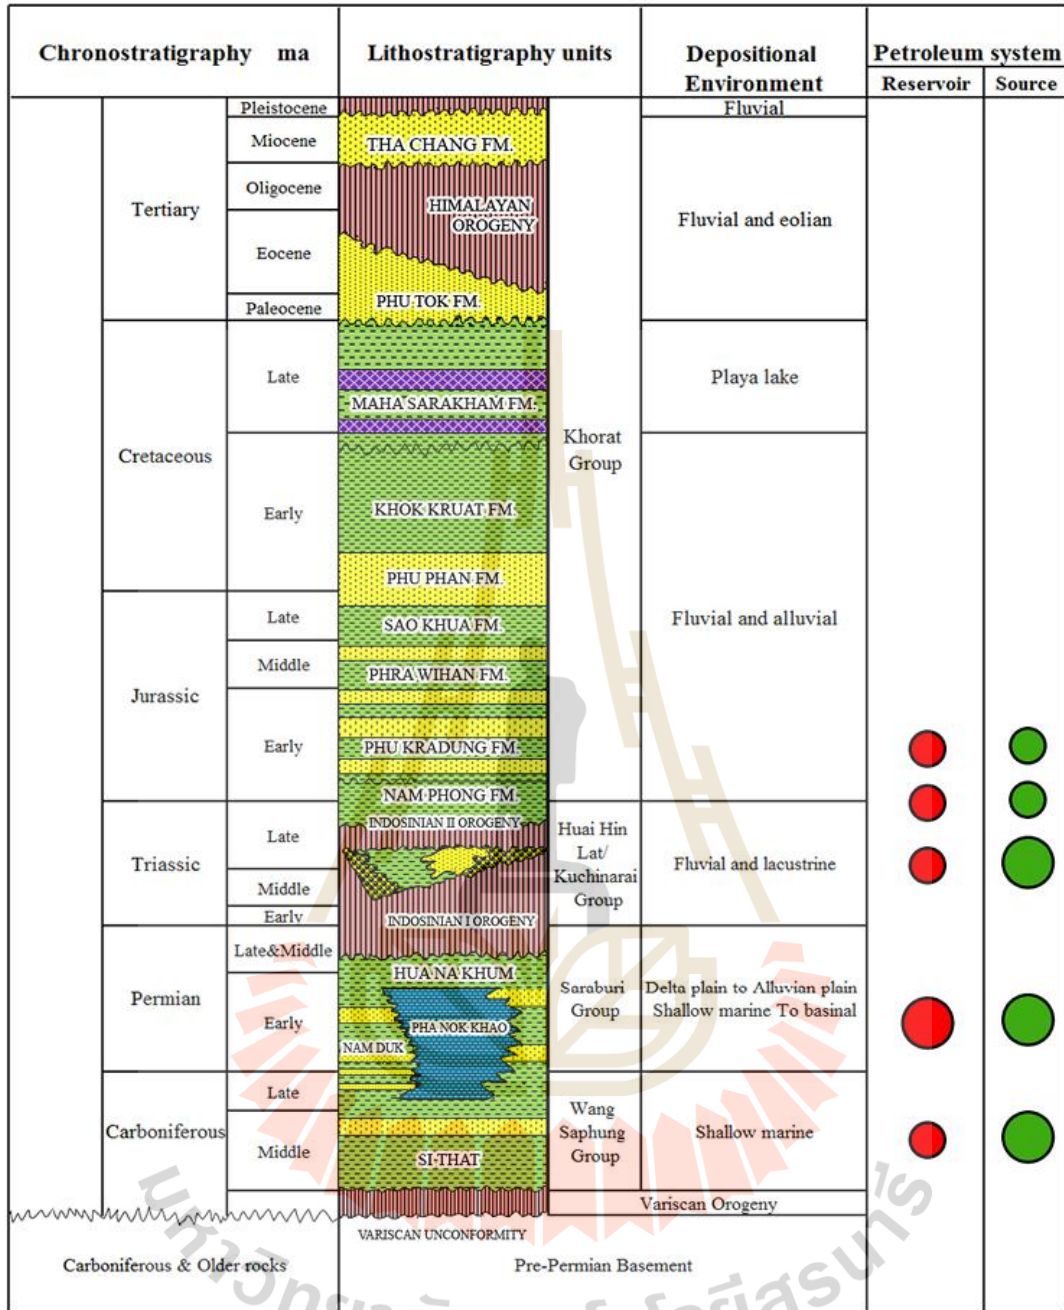 Chronostratigraphy ma
Lithostratigraphy units
Depositional
Environment
Petroleum system
Reservoir
Source
Pleistocene
Fluvial
Miocene
THA CHANG FM.
Tertiary
Oligocene
HIMALAYAN
OROGENY
Fluvial and eolian
Eocene
Paleocene
PHU TOK FM.
Late
Playa lake
MAHA SARAKHAM FM.
Khorat
Group
Cretaceous
Early
KHOK KRUAT FM.
PHU PHAN FM.
Late
SAO KHUA FM.
Fluvial and alluvial
Middle
PHRA WIHAN FM.
Jurassic
Early
PHU KRADUNG FM.
NAM PHONG FM.
INDOSINIAN II OROGENY
Late
Huai Hin
Lat/
Kuchinarai
Group
Triassic
Fluvial and lacustrine
Middle
Early
INDOSINIAN I OROGENY
Late&Middle
HUA NA KHUM
Permian
Saraburi
Group
Delta plain to Alluvian plain
Shallow marine To basinal
Early
PHA NOK KHAO
NAM DUK
Late
Carboniferous
Wang
Saphung
Group
Shallow marine
Middle
SI THAT
Variscan Orogeny
VARISCAN UNCONFORMITY
Carboniferous & Older rocks
Pre-Permian Basement